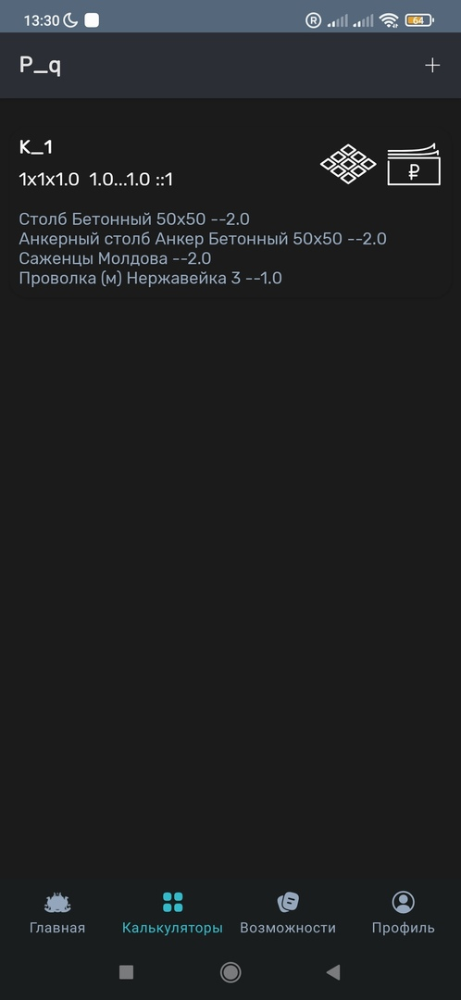 13:30
R
64
P_q
K_1
1x1x1.0 1.0...1.0 ::1
₽
Столб Бетонный 50x50 --2.0
Анкерный столб Анкер Бетонный 50x50 --2.0
Саженцы Молдова --2.0
Проволка (м) Нержавейка 3 --1.0
Главная
Калькуляторы
Возможности
Профиль